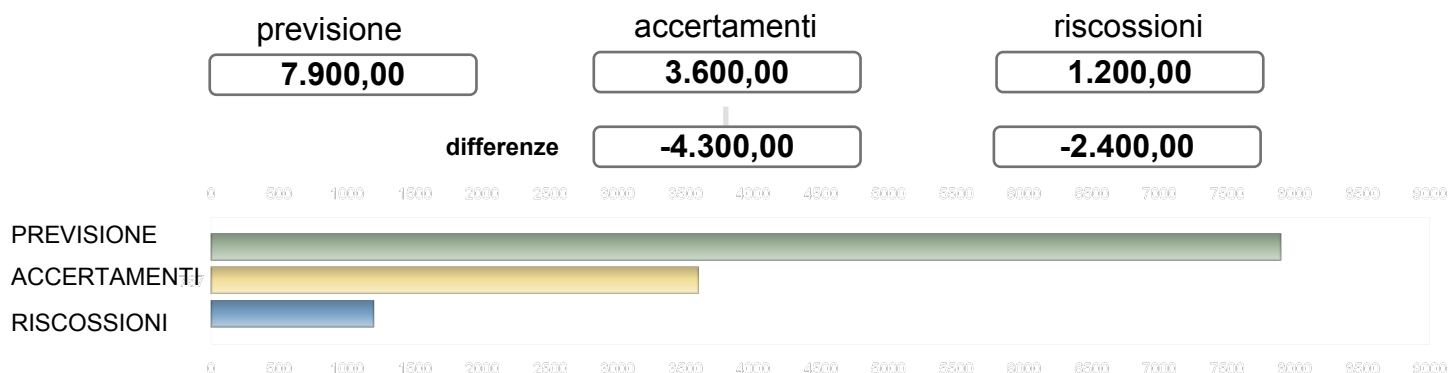 previsione accertamenti riscossioni
7.900,00 3.600,00 1.200,00
differenze -4.300,00 -2.400,00
0 500 1000 1500 2000 2500 3000 3500 4000 4500 5000 5500 6000 6500 7000 7500 8000 8500 9000
PREVISIONE
ACCERTAMENTI
RISCOSSIONI
0 500 1000 1500 2000 2500 3000 3500 4000 4500 5000 5500 6000 6500 7000 7500 8000 8500 9000